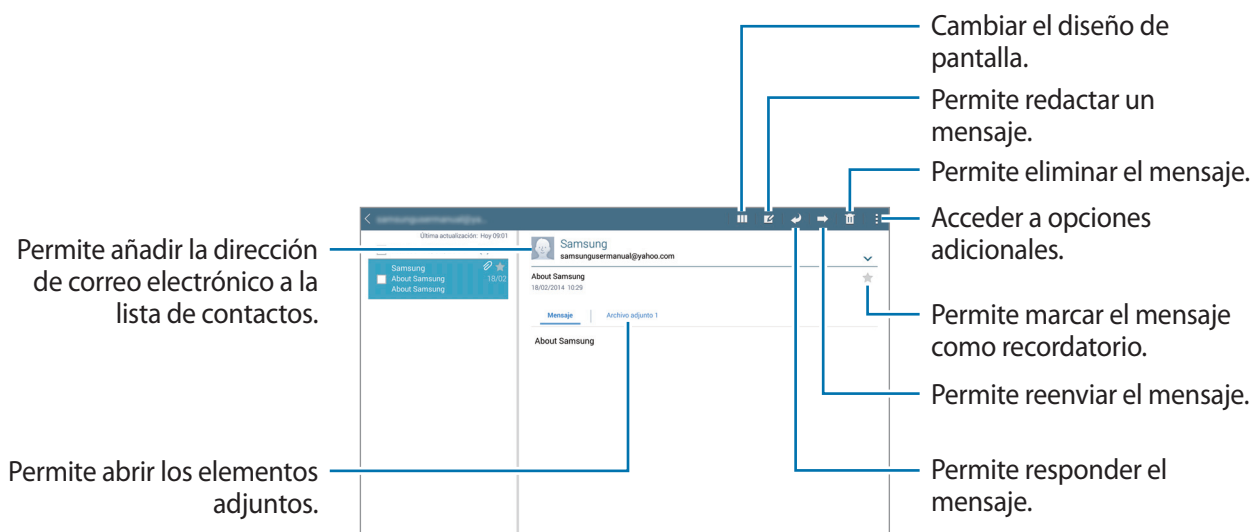 Cambiar el diseño de
pantalla.
Permite redactar un
mensaje.
Permite eliminar el mensaje.
Acceder a opciones
adicionales.
Permite añadir la dirección
de correo electrónico a la
lista de contactos.
Última actualización: Hoy 09:01
Samsung
About Samsung 18/02
About Samsung
Samsung
samsungusermanual@yahoo.com
About Samsung
18/02/2014 10:29
Mensaje Archivo adjunto 1
About Samsung
Permite marcar el mensaje
como recordatorio.
Permite reenviar el mensaje.
Permite abrir los elementos
adjuntos.
Permite responder el
mensaje.